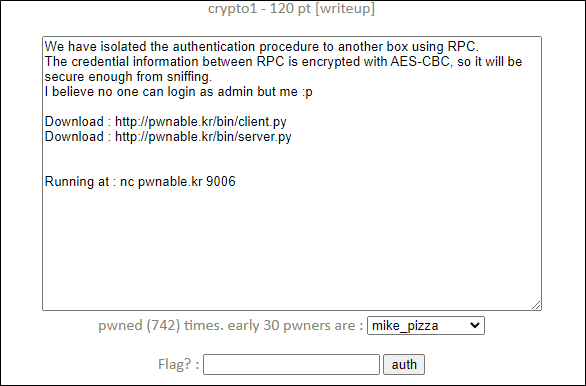 crypto1 - 120 pt [writeup]
We have isolated the authentication procedure to another box using RPC.
The credential information between RPC is encrypted with AES-CBC, so it will be
secure enough from sniffing.
I believe no one can login as admin but me :p
Download : http://pwnable.kr/bin/client.py
Download : http://pwnable.kr/bin/server.py
Running at : nc pwnable.kr 9006
pwned (742) times. early 30 pwners are : mike_pizza
Flag? : auth